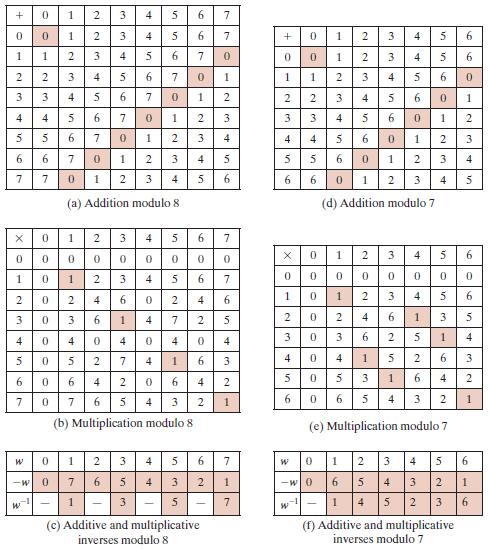 + 0 1 2 3 4 5 6 7
0 0 1 2 3 4 5 6 7
1 1 2 3 4 5 6 7 0
2 2 3 4 5 6 7 0 1
3 3 4 5 6 7 0 1 2
4 4 5 6 7 0 1 2 3
5 5 6 7 0 1 2 3 4
6 6 7 0 1 2 3 4 5
7 7 0 1 2 3 4 5 6
(a) Addition modulo 8
× 0 1 2 3 4 5 6 7
0 0 0 0 0 0 0 0 0
1 0 1 2 3 4 5 6 7
2 0 2 4 6 0 2 4 6
3 0 3 6 1 4 7 2 5
4 0 4 0 4 0 4 0 4
5 0 5 2 7 4 1 6 3
6 0 6 4 2 0 6 4 2
7 0 7 6 5 4 3 2 1
(b) Multiplication modulo 8
w 0 1 2 3 4 5 6 7
−w 0 7 6 5 4 3 2 1
w⁻¹ — 1 — 3 — 5 — 7
(c) Additive and multiplicative
inverses modulo 8
+ 0 1 2 3 4 5 6
0 0 1 2 3 4 5 6
1 1 2 3 4 5 6 0
2 2 3 4 5 6 0 1
3 3 4 5 6 0 1 2
4 4 5 6 0 1 2 3
5 5 6 0 1 2 3 4
6 6 0 1 2 3 4 5
(d) Addition modulo 7
× 0 1 2 3 4 5 6
0 0 0 0 0 0 0 0
1 0 1 2 3 4 5 6
2 0 2 4 6 1 3 5
3 0 3 6 2 5 1 4
4 0 4 1 5 2 6 3
5 0 5 3 1 6 4 2
6 0 6 5 4 3 2 1
(e) Multiplication modulo 7
w 0 1 2 3 4 5 6
−w 0 6 5 4 3 2 1
w⁻¹ — 1 4 5 2 3 6
(f) Additive and multiplicative
inverses modulo 7